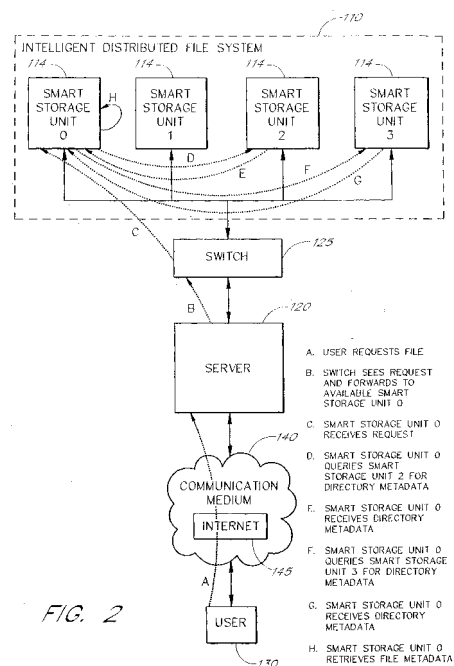 110
INTELLIGENT DISTRIBUTED FILE SYSTEM
114
114
114
114
SMART
STORAGE
UNIT
0
H
SMART
STORAGE
UNIT
1
SMART
STORAGE
UNIT
2
SMART
STORAGE
UNIT
3
D
E
F
G
C
125
SWITCH
B
120
SERVER
140
COMMUNICATION
MEDIUM
INTERNET
145
A
USER
130
FIG. 2
A. USER REQUESTS FILE
B. SWITCH SEES REQUEST
AND FORWARDS TO
AVAILABLE SMART
STORAGE UNIT 0
C. SMART STORAGE UNIT 0
RECEIVES REQUEST
D. SMART STORAGE UNIT 0
QUERIES SMART
STORAGE UNIT 2 FOR
DIRECTORY METADATA
E. SMART STORAGE UNIT 0
RECEIVES DIRECTORY
METADATA
F. SMART STORAGE UNIT 0
QUERIES SMART STORAGE
UNIT 3 FOR DIRECTORY
METADATA
G. SMART STORAGE UNIT 0
RECEIVES DIRECTORY
METADATA
H. SMART STORAGE UNIT 0
RETRIEVES FILE METADATA